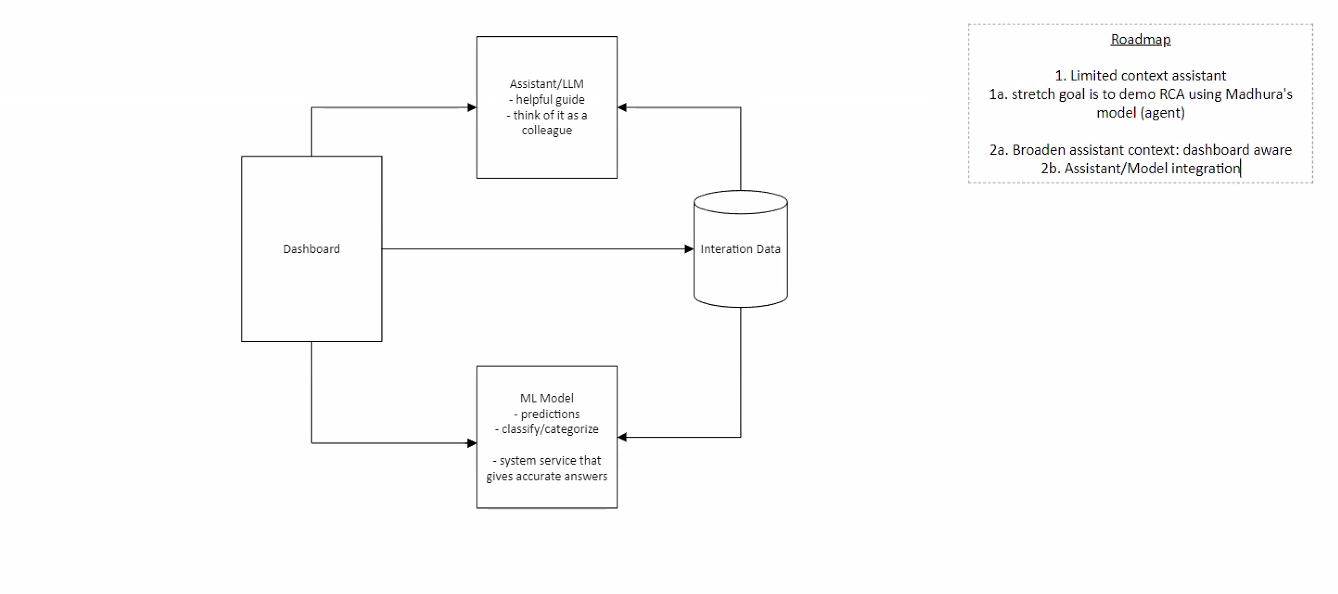 Roadmap
1. Limited context assistant
1a. stretch goal is to demo RCA using Madhura's
model (agent)
2a. Broaden assistant context: dashboard aware
2b. Assistant/Model integration
Assistant/LLM
- helpful guide
- think of it as a
colleague
Dashboard
Interation Data
ML Model
- predictions
- classify/categorize
- system service that
gives accurate answers